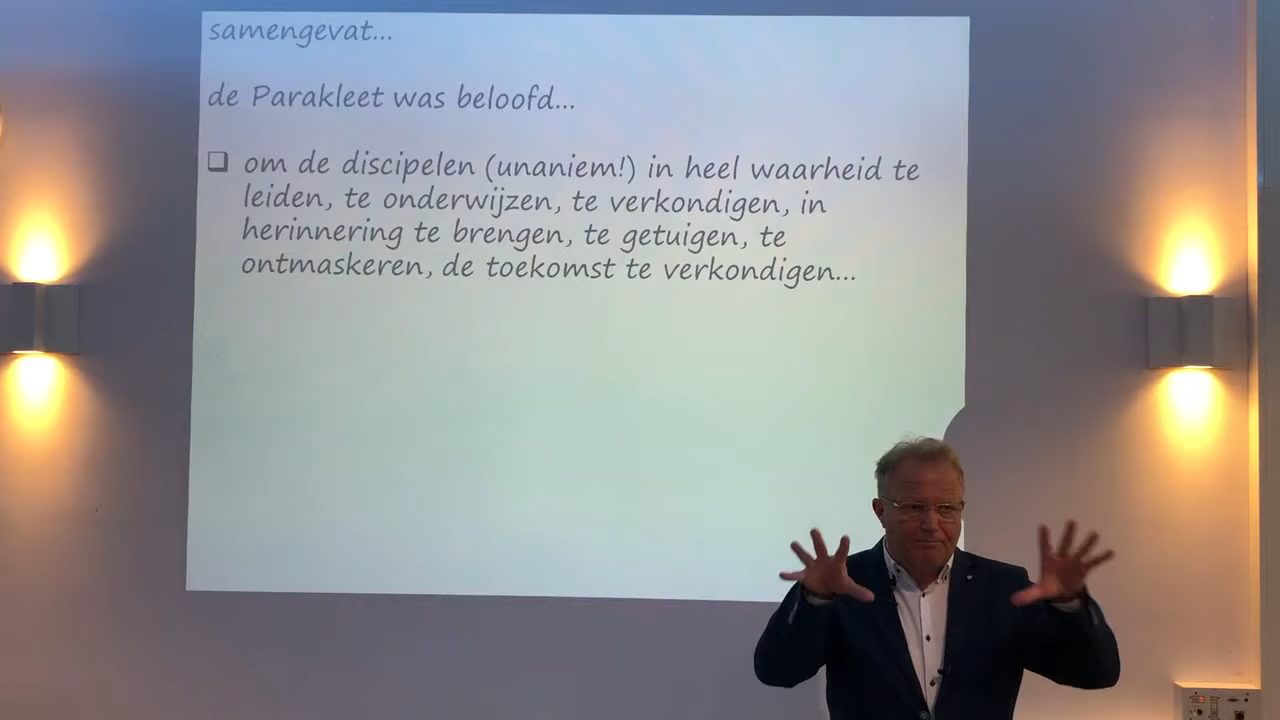 samengevat...
de Parakleet was beloofd...
❑ om de discipelen (unaniem!) in heel waarheid te
leiden, te onderwijzen, te verkondigen, in
herinnering te brengen, te getuigen, te
ontmaskeren, de toekomst te verkondigen...